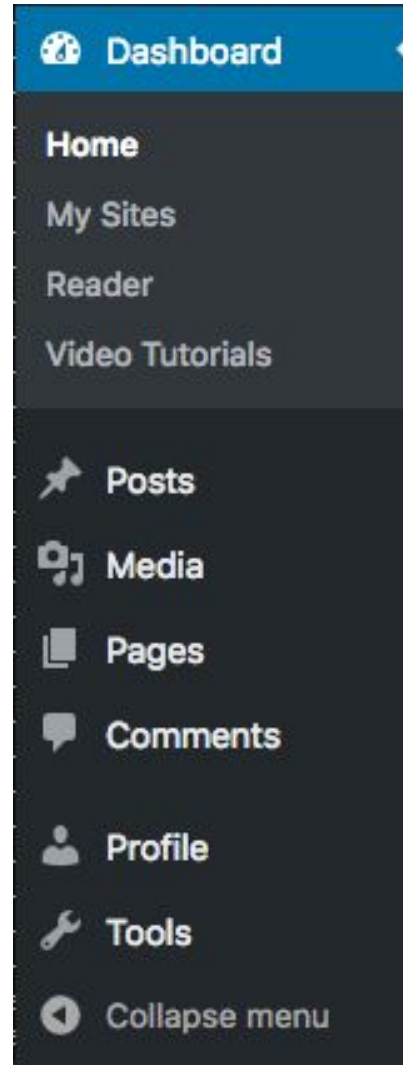 Dashboard
Home
My Sites
Reader
Video Tutorials
Posts
Media
Pages
Comments
Profile
Tools
Collapse menu